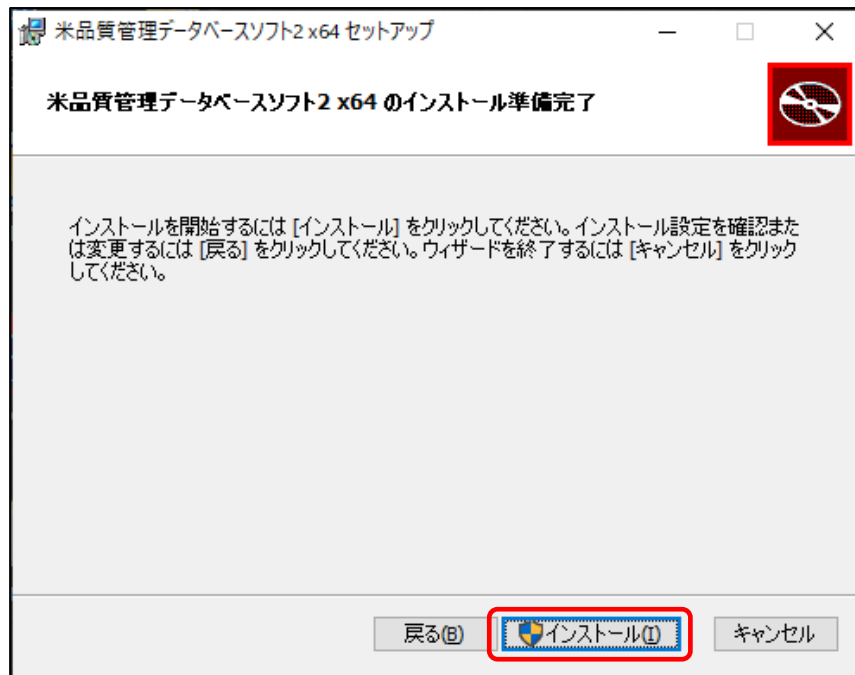 米品質管理データベースソフト2 x64 セットアップ
米品質管理データベースソフト2 x64 のインストール準備完了
インストールを開始するには [インストール] をクリックしてください。インストール設定を確認また
は変更するには [戻る] をクリックしてください。ウィザードを終了するには [キャンセル] をクリック
してください。
戻る(B) インストール(I) キャンセル